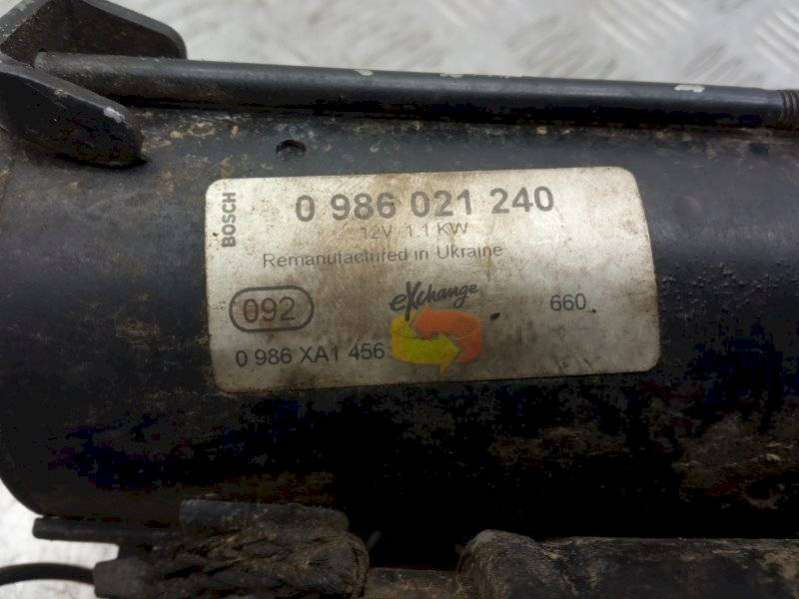 BOSCH
0 986 021 240
12V 1.1 KW
Remanufactured in Ukraine
092
eXchange
660
0 986 XA1 456